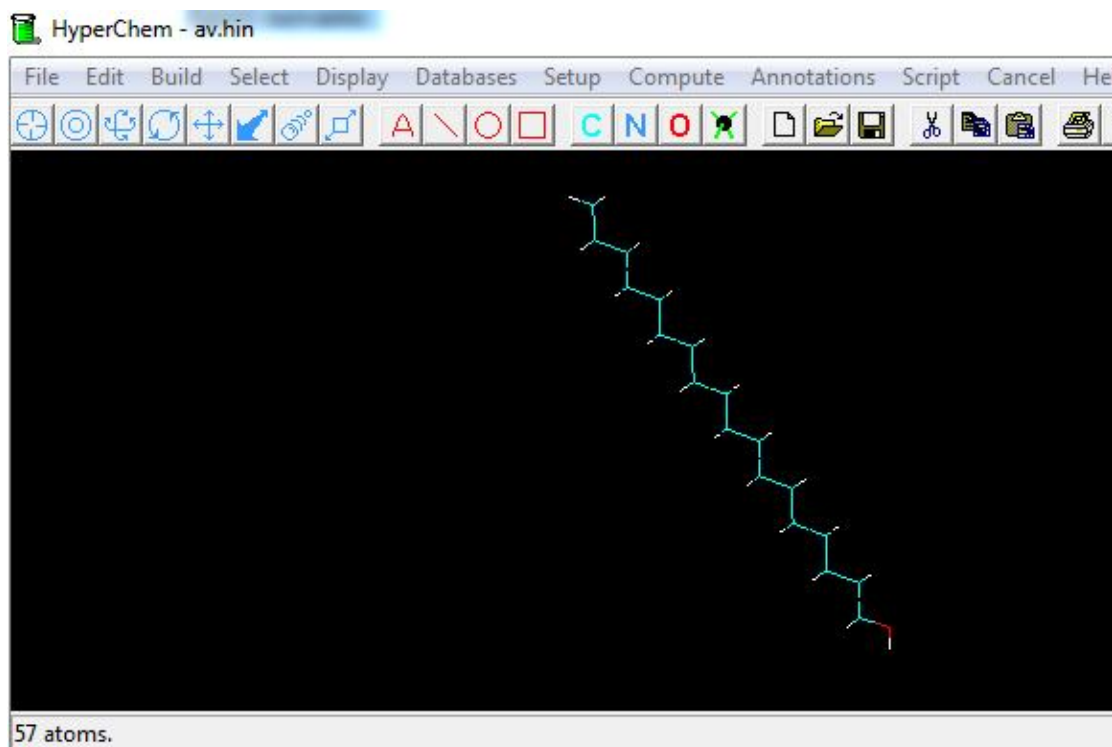 HyperChem - av.hin
File Edit Build Select Display Databases Setup Compute Annotations Script Cancel He
A C N O
57 atoms.